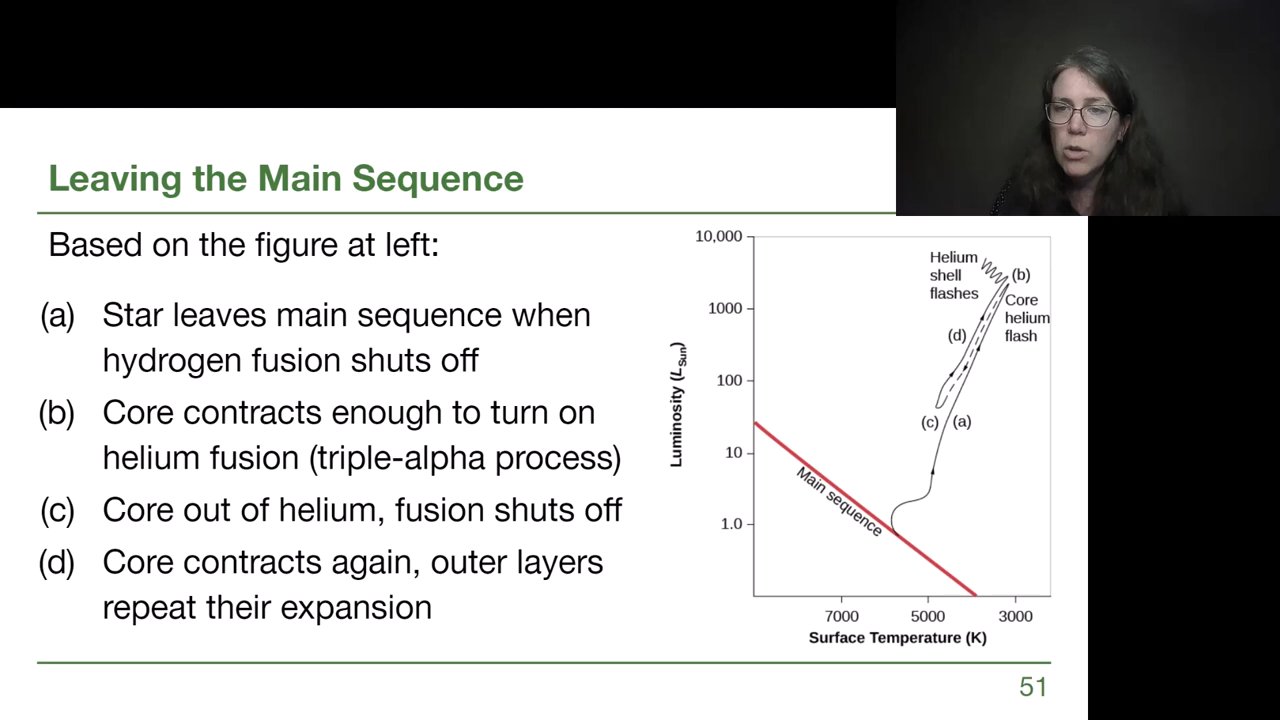 Leaving the Main Sequence
Based on the figure at left:
(a) Star leaves main sequence when
hydrogen fusion shuts off
(b) Core contracts enough to turn on
helium fusion (triple-alpha process)
(c) Core out of helium, fusion shuts off
(d) Core contracts again, outer layers
repeat their expansion
10,000
1000
100
10
1.0
Luminosity (LSun)
Helium
shell
flashes
(b)
Core
helium
flash
(d)
(c)
(a)
Main sequence
7000
5000
3000
Surface Temperature (K)
51